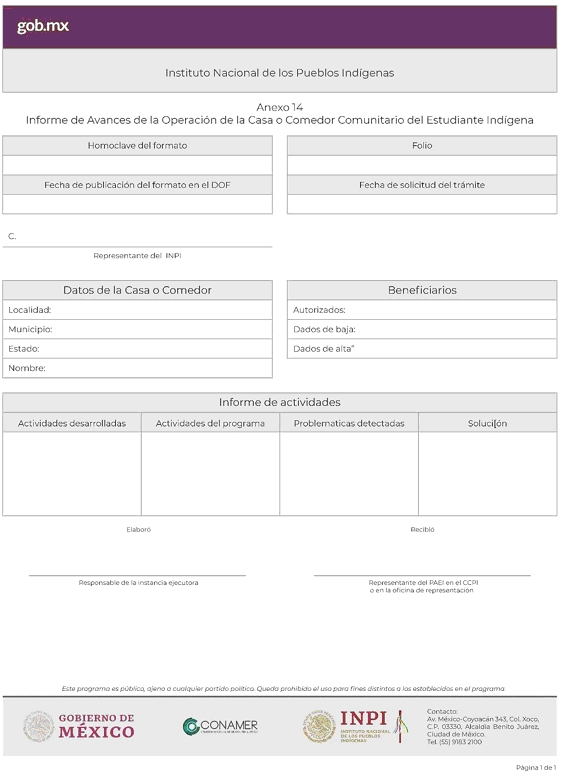 gob.mx
Instituto Nacional de los Pueblos Indígenas
Anexo 14
Informe de Avances de la Operación de la Casa o Comedor Comunitario del Estudiante Indígena
Homoclave del formato
Folio
Fecha de publicación del formato en el DOF
Fecha de solicitud del trámite
C.
Representante del INPI
Datos de la Casa o Comedor
Beneficiarios
Localidad:
Autorizados:
Municipio:
Dados de baja:
Estado:
Dados de alta"
Nombre:
Informe de actividades
Actividades desarrolladas
Actividades del programa
Problematicas detectadas
Soluci[ón
Elaboró
Recibió
Responsable de la instancia ejecutora
Representante del PAEI en el CCPI
o en la oficina de representación
Este programa es público, ajeno a cualquier partido político. Queda prohibido el uso para fines distintos a los establecidos en el programa.
GOBIERNO DE
MÉXICO
CONAMER
INPI
INSTITUTO NACIONAL
DE LOS PUEBLOS
INDÍGENAS
Contacto:
Av. México-Coyoacán 343, Col. Xoco,
C.P. 03330, Alcaldía Benito Juárez,
Ciudad de México.
Tel. (55) 9183 2100
Página 1 de 1